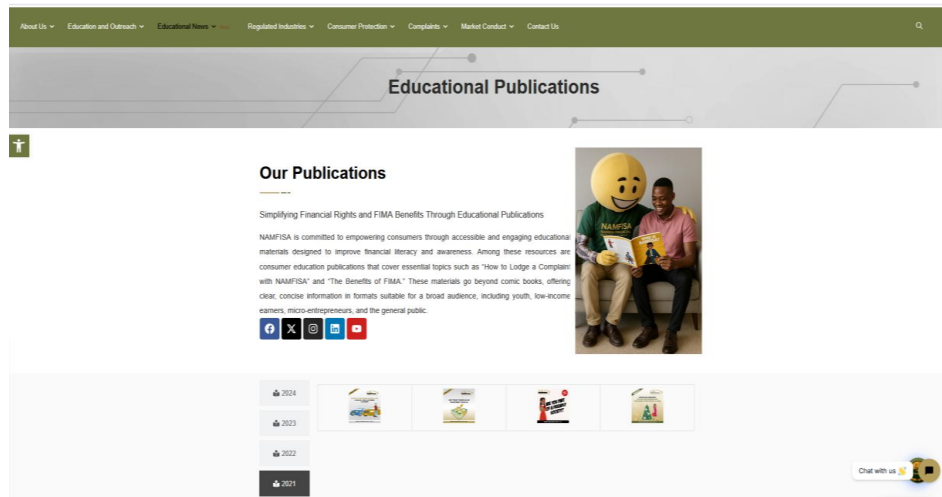 About Us
Education and Outreach
Educational News
Regulated Industries
Consumer Protection
Complaints
Market Conduct
Contact Us
Educational Publications
Our Publications
Simplifying Financial Rights and FIMA Benefits Through Educational Publications
NAMFISA is committed to empowering consumers through accessible and engaging educational
materials designed to improve financial literacy and awareness. Among these resources are
consumer education publications that cover essential topics such as "How to Lodge a Complaint
with NAMFISA" and "The Benefits of FIMA." These materials go beyond comic books, offering
clear, concise information in formats suitable for a broad audience, including youth, low-income
earners, micro-entrepreneurs, and the general public.
NAMFISA
2024
2023
2022
2021
Chat with us 👋